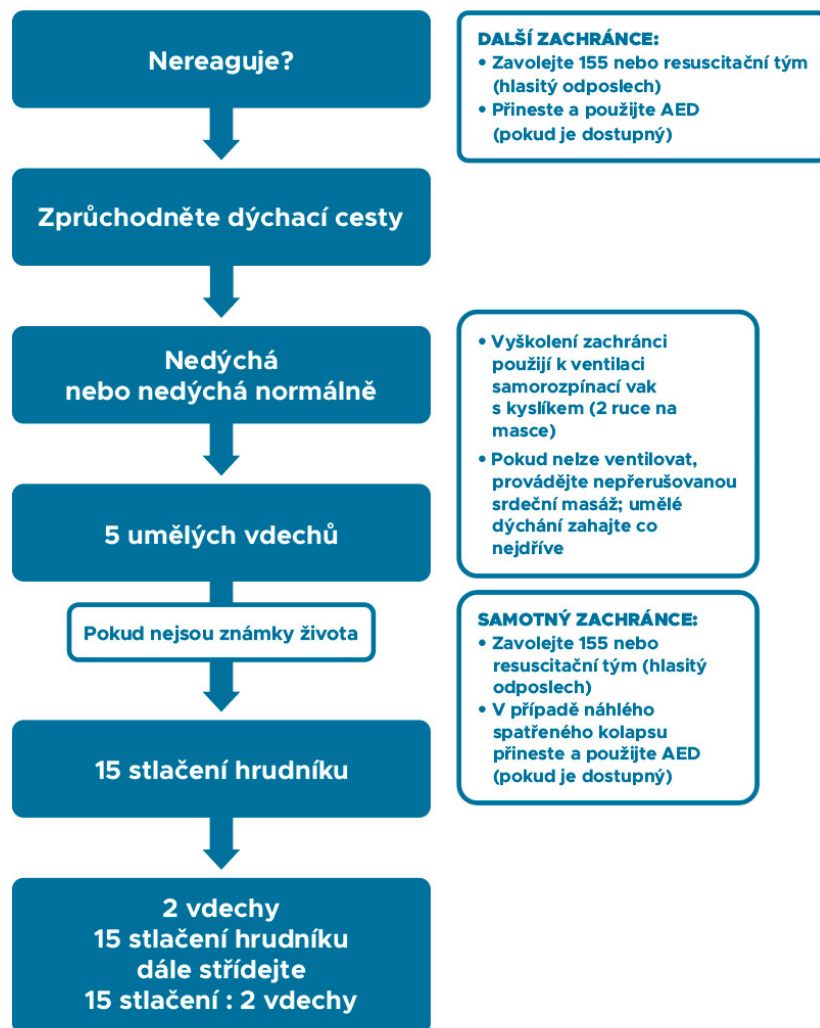 Nereaguje?
DALŠÍ ZACHRÁNCE:
• Zavolejte 155 nebo resuscitační tým
(hlasitý odposlech)
• Přineste a použijte AED
(pokud je dostupný)
Zprůchodněte dýchací cesty
Nedýchá
nebo nedýchá normálně
• Vyškolení zachránci
použijí k ventilaci
samorozpínací vak
s kyslíkem (2 ruce na
masce)
• Pokud nelze ventilovat,
provádějte nepřerušovanou
srdeční masáž; umělé
dýchání zahajte co
nejdříve
5 umělých vdechů
Pokud nejsou známky života
SAMOTNÝ ZACHRÁNCE:
• Zavolejte 155 nebo
resuscitační tým (hlasitý
odposlech)
• V případě náhlého
spatřeného kolapsu
přineste a použijte AED
(pokud je dostupný)
15 stlačení hrudníku
2 vdechy
15 stlačení hrudníku
dále střídejte
15 stlačení : 2 vdechy